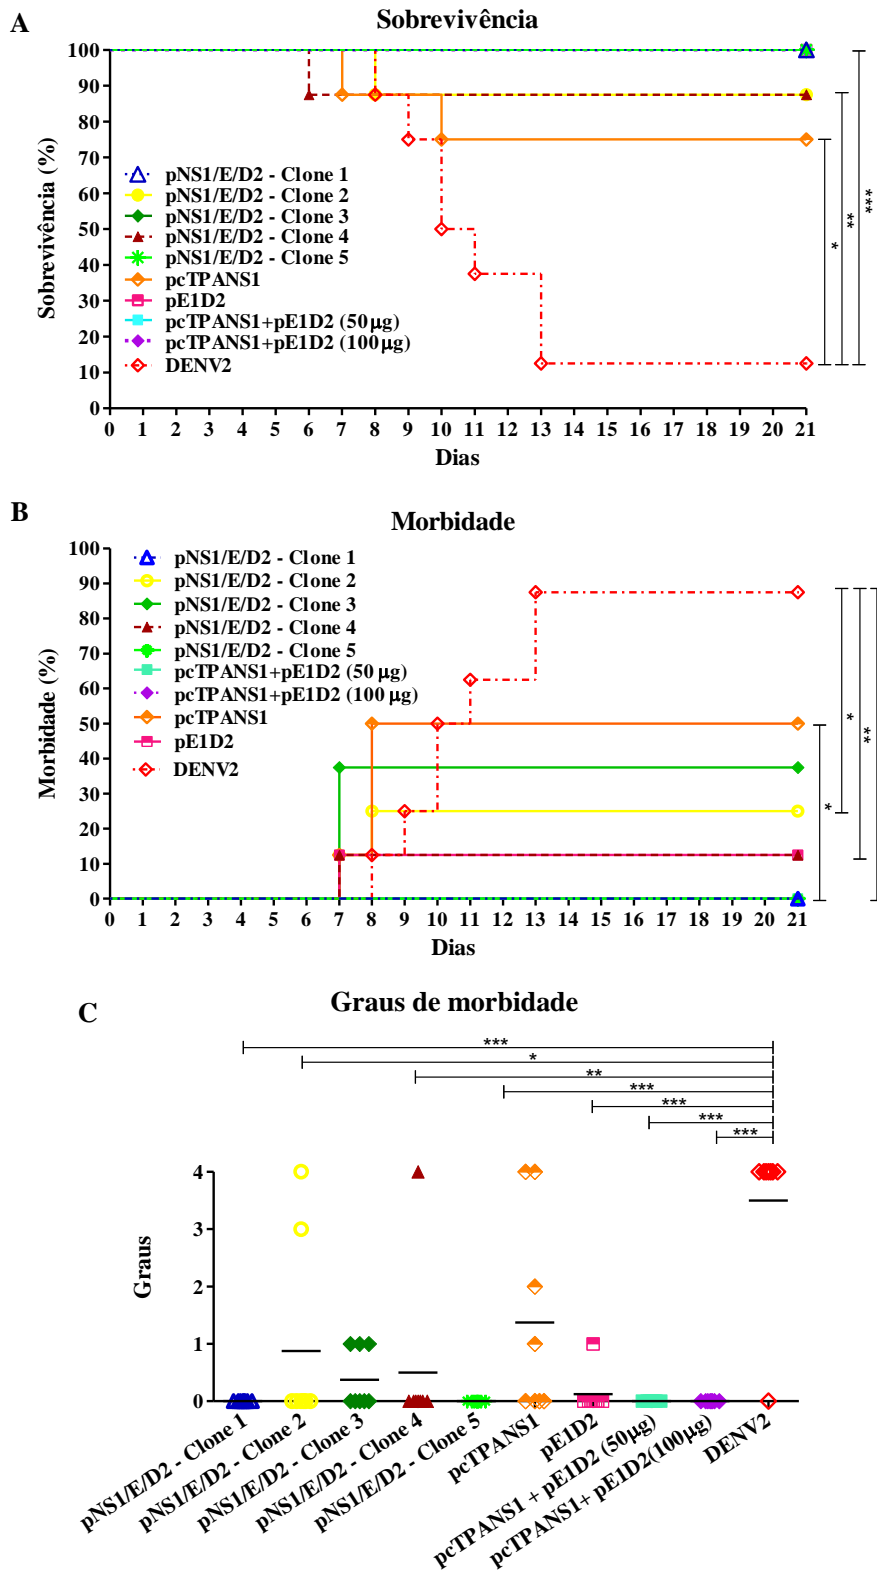 A
Sobrevivência
Sobrevivência (%)
100
90
80
70
60
50
40
30
20
10
0
pNS1/E/D2 - Clone 1
pNS1/E/D2 - Clone 2
pNS1/E/D2 - Clone 3
pNS1/E/D2 - Clone 4
pNS1/E/D2 - Clone 5
pcTPANS1
pE1D2
pcTPANS1+pE1D2 (50µg)
pcTPANS1+pE1D2 (100µg)
DENV2
*
**
***
0 1 2 3 4 5 6 7 8 9 10 11 12 13 14 15 16 17 18 19 20 21
Dias
B
Morbidade
Morbidade (%)
100
90
80
70
60
50
40
30
20
10
0
pNS1/E/D2 - Clone 1
pNS1/E/D2 - Clone 2
pNS1/E/D2 - Clone 3
pNS1/E/D2 - Clone 4
pNS1/E/D2 - Clone 5
pcTPANS1+pE1D2 (50 µg)
pcTPANS1+pE1D2 (100 µg)
pcTPANS1
pE1D2
DENV2
*
*
**
0 1 2 3 4 5 6 7 8 9 10 11 12 13 14 15 16 17 18 19 20 21
Dias
C
Graus de morbidade
***
*
**
***
***
***
***
Graus
4
3
2
1
0
pNS1/E/D2 - Clone 1
pNS1/E/D2 - Clone 2
pNS1/E/D2 - Clone 3
pNS1/E/D2 - Clone 4
pNS1/E/D2 - Clone 5
pcTPANS1
pE1D2
pcTPANS1 + pE1D2 (50µg)
pcTPANS1+ pE1D2(100µg)
DENV2